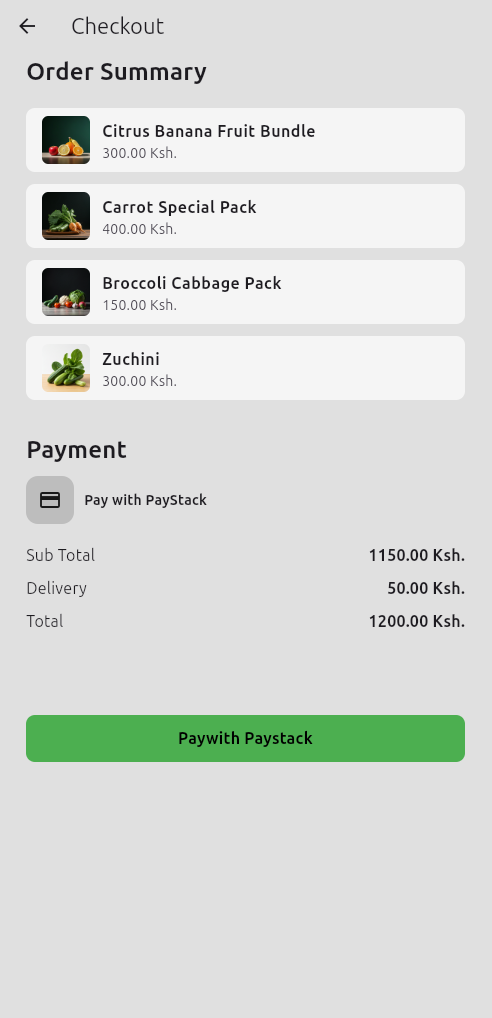 Checkout
Order Summary
Citrus Banana Fruit Bundle
300.00 Ksh.
Carrot Special Pack
400.00 Ksh.
Broccoli Cabbage Pack
150.00 Ksh.
Zuchini
300.00 Ksh.
Payment
Pay with PayStack
Sub Total 1150.00 Ksh.
Delivery 50.00 Ksh.
Total 1200.00 Ksh.
Paywith Paystack